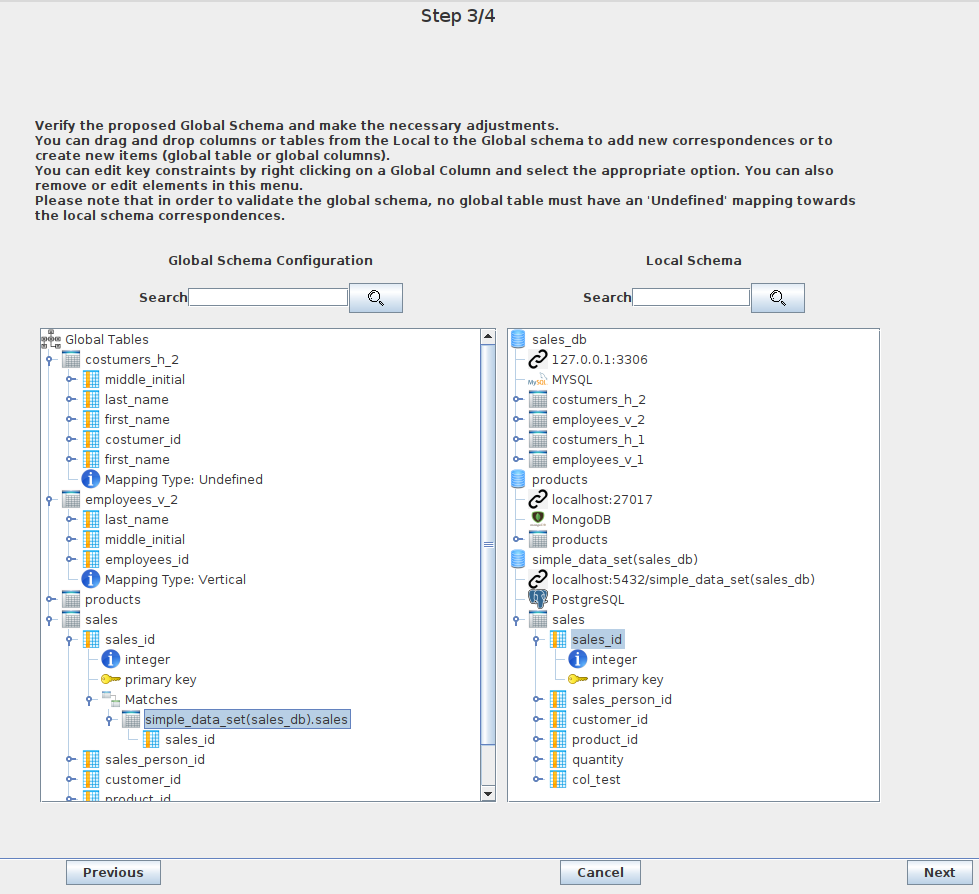 Step 3/4
Verify the proposed Global Schema and make the necessary adjustments.
You can drag and drop columns or tables from the Local to the Global schema to add new correspondences or to
create new items (global table or global columns).
You can edit key constraints by right clicking on a Global Column and select the appropriate option. You can also
remove or edit elements in this menu.
Please note that in order to validate the global schema, no global table must have an 'Undefined' mapping towards
the local schema correspondences.
Global Schema Configuration
Search
Global Tables
costumers_h_2
middle_initial
last_name
first_name
costumer_id
first_name
Mapping Type: Undefined
employees_v_2
last_name
middle_initial
employees_id
Mapping Type: Vertical
products
sales
sales_id
integer
primary key
Matches
simple_data_set(sales_db).sales
sales_id
sales_person_id
customer_id
product_id
Local Schema
Search
sales_db
127.0.0.1:3306
MySQL MYSQL
costumers_h_2
employees_v_2
costumers_h_1
employees_v_1
products
localhost:27017
MongoDB
products
simple_data_set(sales_db)
localhost:5432/simple_data_set(sales_db)
PostgreSQL
sales
sales_id
integer
primary key
sales_person_id
customer_id
product_id
quantity
col_test
Previous
Cancel
Next